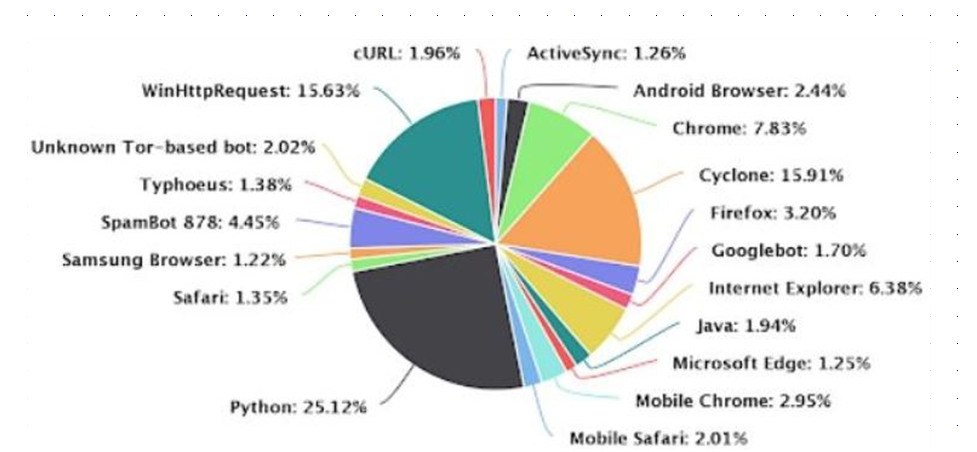 cURL: 1.96%
ActiveSync: 1.26%
WinHttpRequest: 15.63%
Android Browser: 2.44%
Chrome: 7.83%
Unknown Tor-based bot: 2.02%
Cyclone: 15.91%
Typhoeus: 1.38%
Firefox: 3.20%
SpamBot 878: 4.45%
Googlebot: 1.70%
Samsung Browser: 1.22%
Internet Explorer: 6.38%
Safari: 1.35%
Java: 1.94%
Microsoft Edge: 1.25%
Python: 25.12%
Mobile Chrome: 2.95%
Mobile Safari: 2.01%